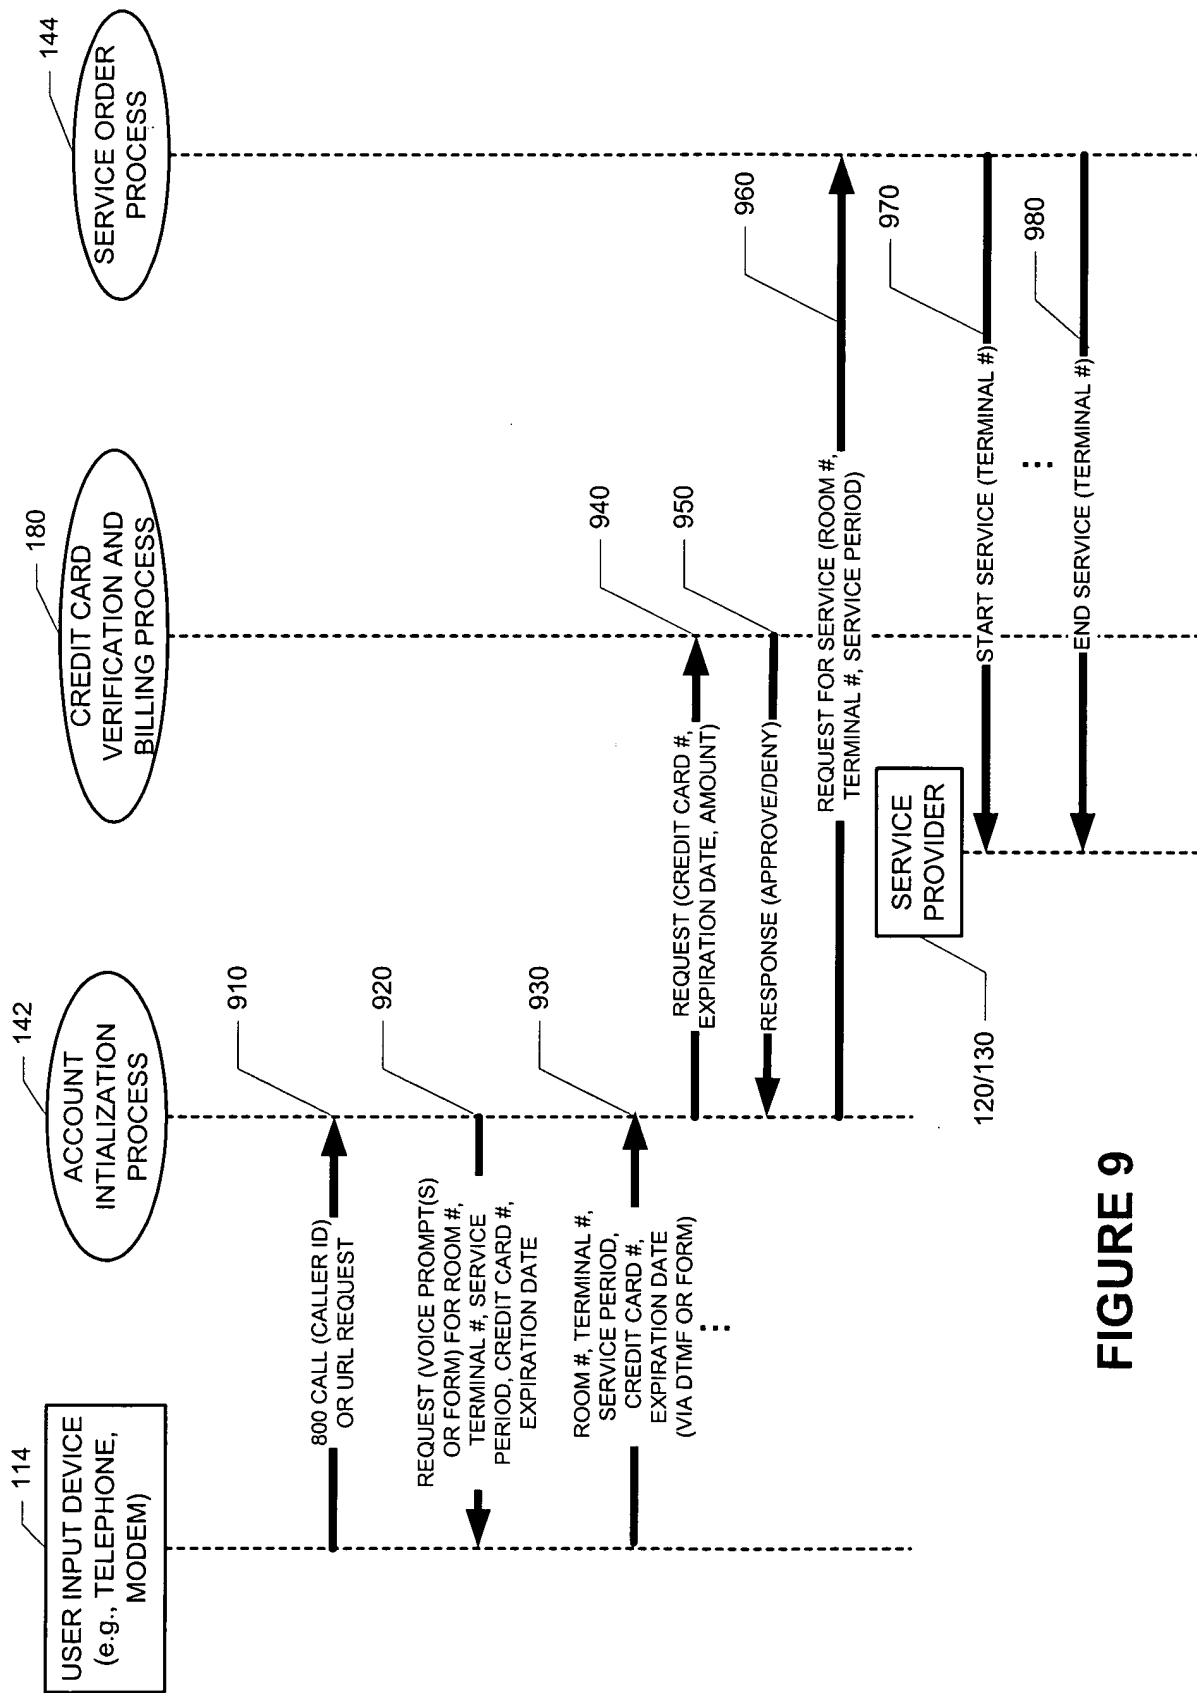 114
USER INPUT DEVICE
(e.g., TELEPHONE,
MODEM)
142
ACCOUNT
INTIALIZATION
PROCESS
180
CREDIT CARD
VERIFICATION AND
BILLING PROCESS
144
SERVICE ORDER
PROCESS
910
800 CALL (CALLER ID)
OR URL REQUEST
920
REQUEST (VOICE PROMPT(S)
OR FORM) FOR ROOM #,
TERMINAL #, SERVICE
PERIOD, CREDIT CARD #,
EXPIRATION DATE
930
ROOM #, TERMINAL #,
SERVICE PERIOD,
CREDIT CARD #,
EXPIRATION DATE
(VIA DTMF OR FORM)
...
940
REQUEST (CREDIT CARD #,
EXPIRATION DATE, AMOUNT)
950
RESPONSE (APPROVE/DENY)
960
REQUEST FOR SERVICE (ROOM #,
TERMINAL #, SERVICE PERIOD)
SERVICE
PROVIDER
120/130
970
START SERVICE (TERMINAL #)
...
980
END SERVICE (TERMINAL #)
FIGURE 9